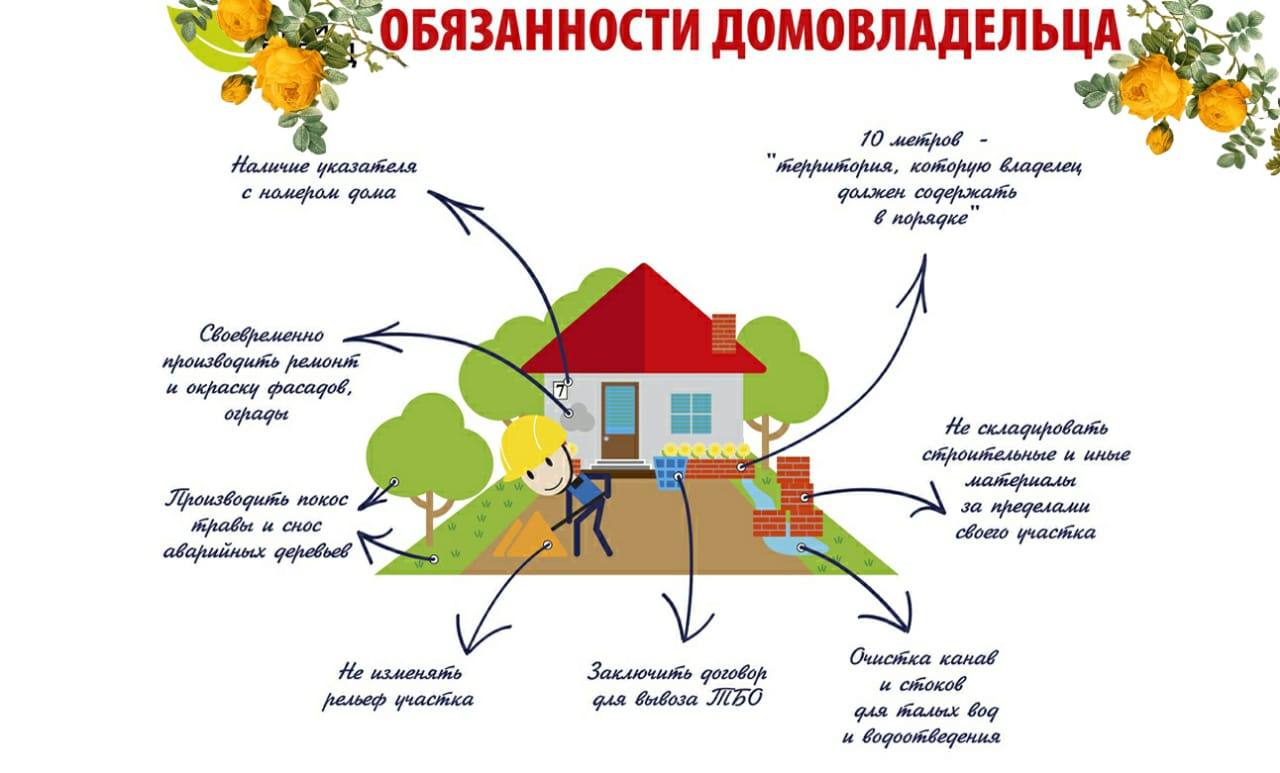 ОБЯЗАННОСТИ ДОМОВЛАДЕЛЬЦА
Наличие указателя
с номером дома
10 метров -
"территория, которую владелец
должен содержать
в порядке"
Своевременно
производить ремонт
и окраску фасадов,
ограды
7
Не складировать
строительные и иные
материалы
за пределами
своего участка
Производить покос
травы и снос
аварийных деревьев
Не изменять
рельеф участка
Заключить договор
для вывоза ТБО
Очистка канав
и стоков
для талых вод
и водоотведения